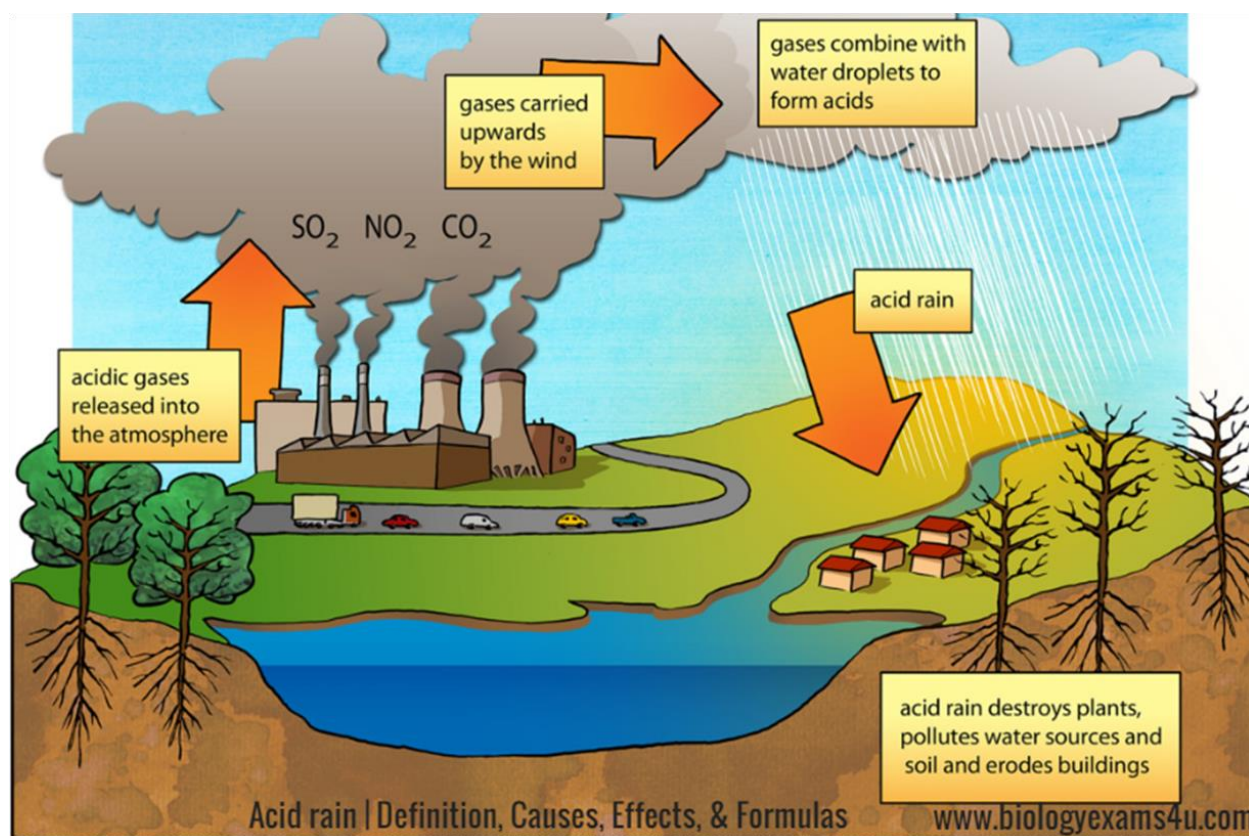 gases combine with
water droplets to
form acids
gases carried
upwards
by the wind
SO₂ NO₂ CO₂
acid rain
acidic gases
released into
the atmosphere
acid rain destroys plants,
pollutes water sources and
soil and erodes buildings
Acid rain | Definition, Causes, Effects, & Formulas
www.biologyexams4u.com